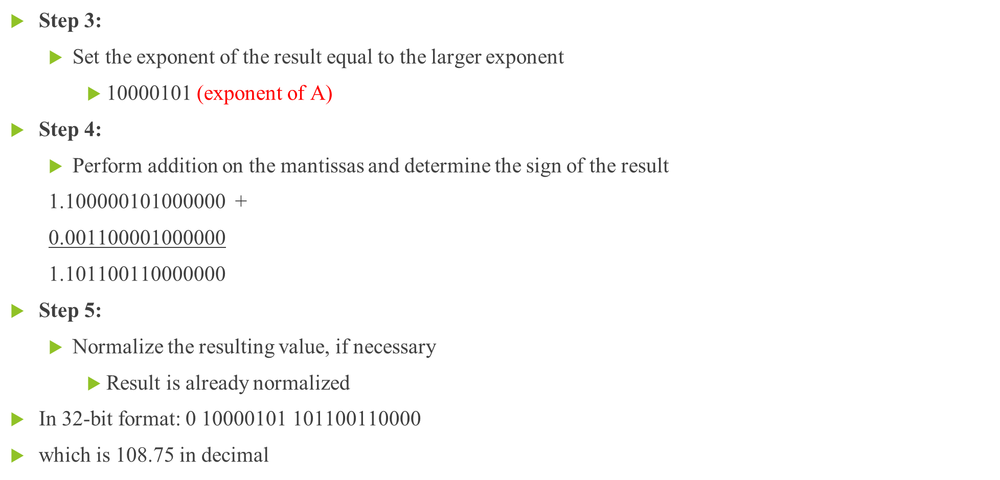 Step 3:
Set the exponent of the result equal to the larger exponent
10000101 (exponent of A)
Step 4:
Perform addition on the mantissas and determine the sign of the result
1.100000101000000 +
0.001100001000000
1.101100110000000
Step 5:
Normalize the resulting value, if necessary
Result is already normalized
In 32-bit format: 0 10000101 101100110000
which is 108.75 in decimal